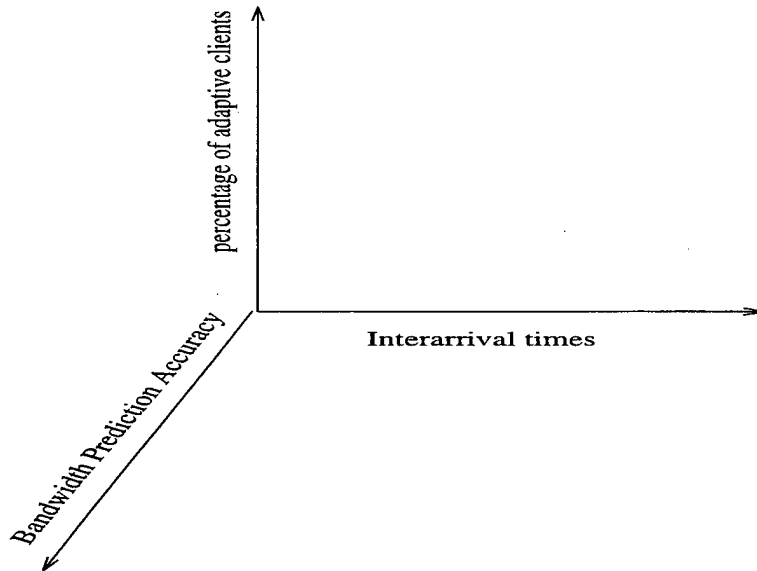 percentage of adaptive clients
Interarrival times
Bandwidth Prediction Accuracy